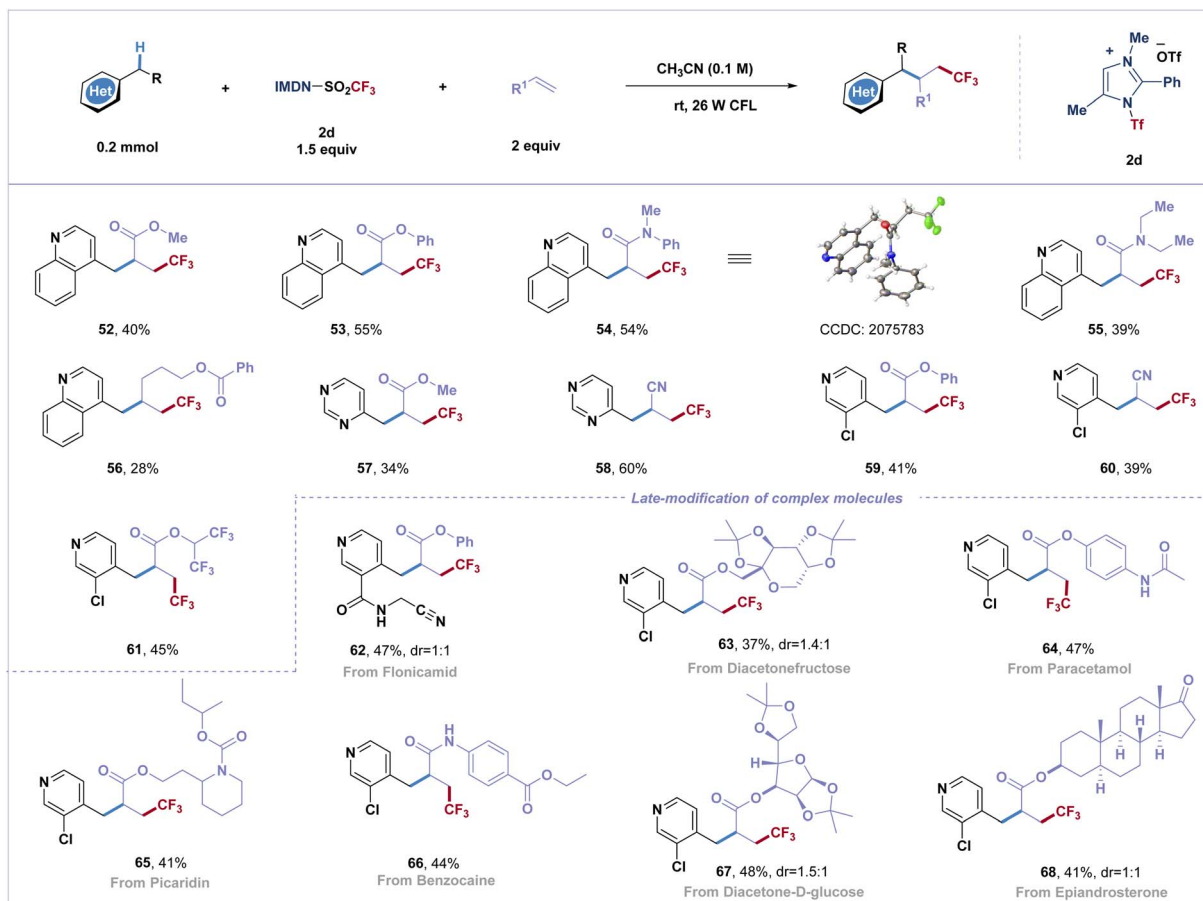 H
R
Het
0.2 mmol
+
IMDN–SO2CF3
2d
1.5 equiv
+
R1
2 equiv
CH3CN (0.1 M)
rt, 26 W CFL
R
Het
CF3
R1
+
Me
N
−
OTf
Ph
N
Me
Tf
2d
N
O
O
Me
CF3
52, 40%
N
O
O
Ph
CF3
53, 55%
N
Me
O
N
Ph
CF3
54, 54%
CCDC: 2075783
N
Me
O
N
Me
CF3
55, 39%
N
O
Ph
O
CF3
56, 28%
N
N
O
O
Me
CF3
57, 34%
N
N
CN
CF3
58, 60%
N
Cl
O
O
Ph
CF3
59, 41%
N
Cl
CN
CF3
60, 39%
Late-modification of complex molecules
N
Cl
O
O
CF3
CF3
CF3
61, 45%
N
O
O
Ph
CF3
O
N
H
N
62, 47%, dr=1:1
From Flonicamid
N
Cl
O
O
O
O
O
O
O
CF3
63, 37%, dr=1.4:1
From Diacetonefructose
N
Cl
O
O
F3C
N
H
O
64, 47%
From Paracetamol
N
Cl
O
O
O
N
O
CF3
65, 41%
From Picaridin
N
Cl
O
H
N
CF3
O
O
66, 44%
From Benzocaine
N
Cl
O
O
H
O
O
O
O
O
CF3
67, 48%, dr=1.5:1
From Diacetone-D-glucose
N
Cl
O
O
H
H
H
H
O
CF3
68, 41%, dr=1:1
From Epiandrosterone